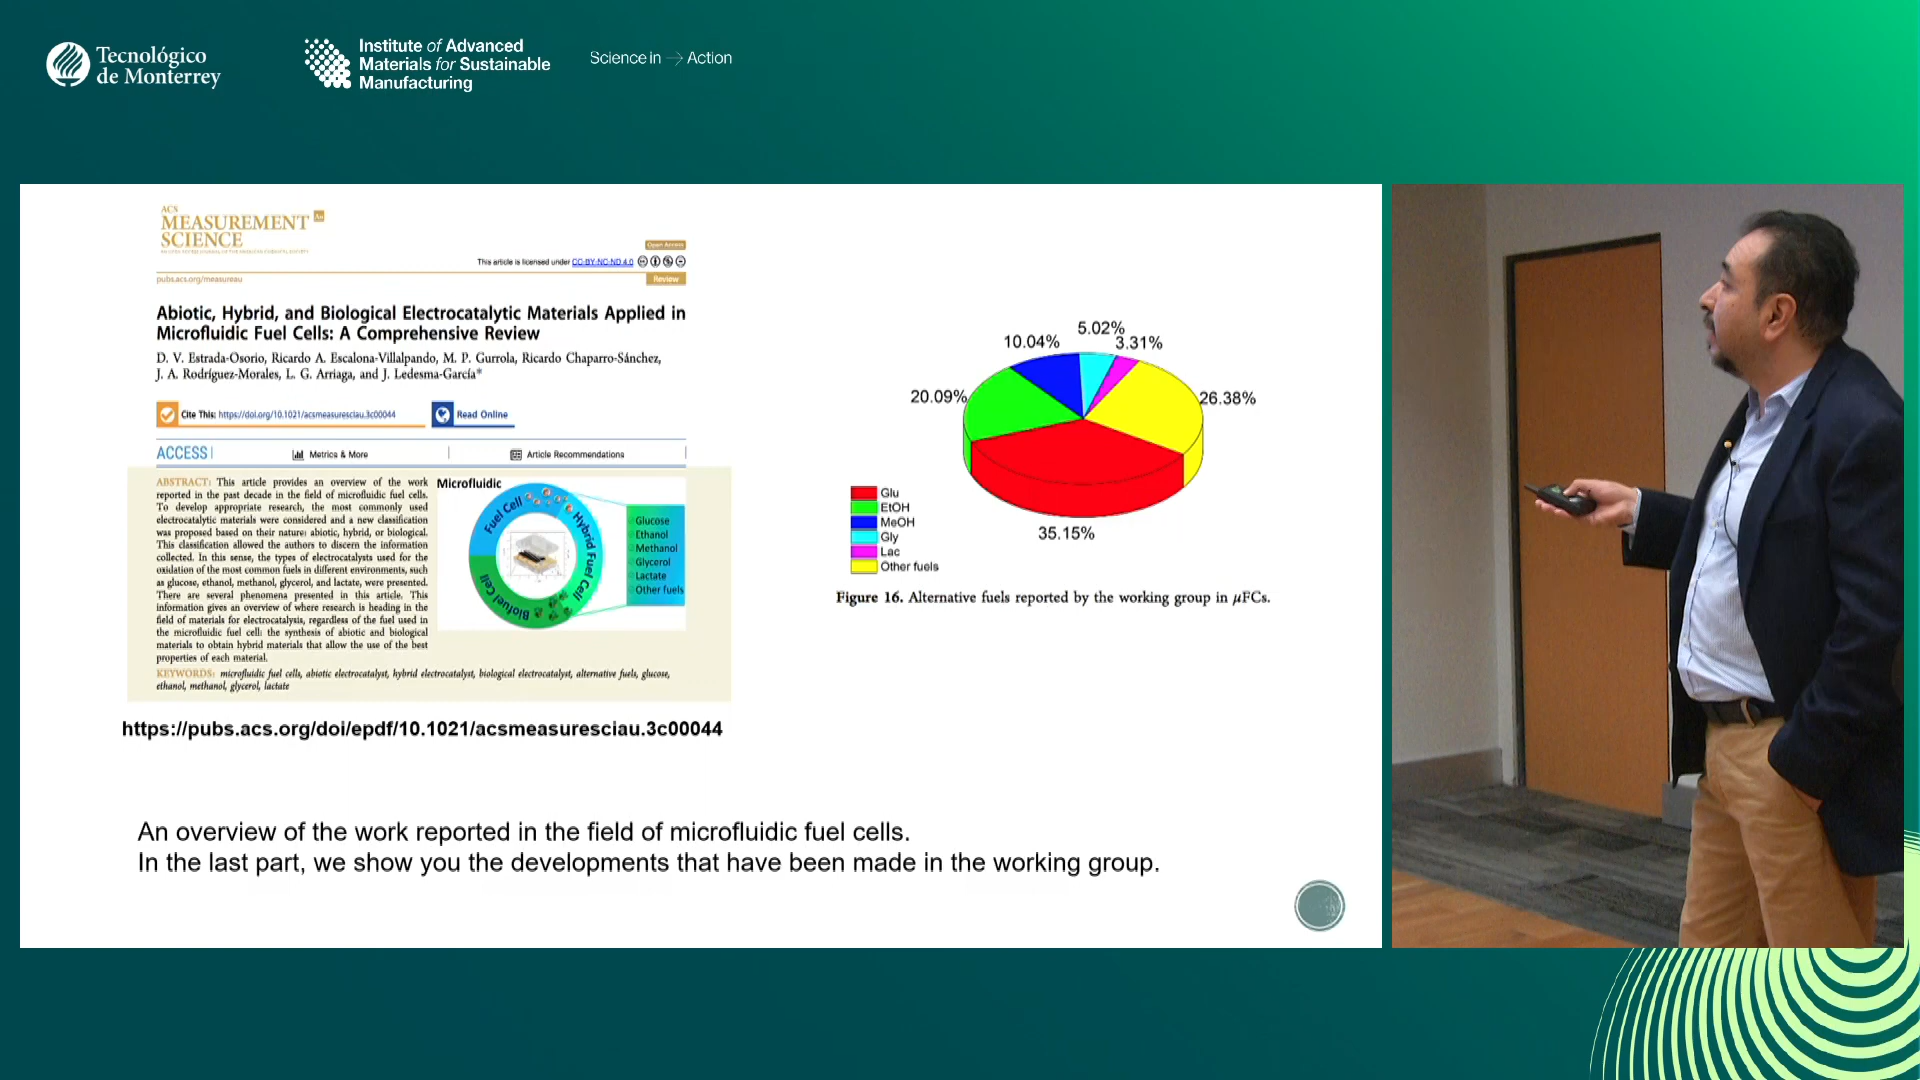 Tecnológico
de Monterrey
Institute of Advanced
Materials for Sustainable
Manufacturing
Science in → Action
ACS
MEASUREMENT Au
SCIENCE
Open Access
This article is licensed under CC-BY-NC-ND 4.0
pubs.acs.org/measureau
Review
Abiotic, Hybrid, and Biological Electrocatalytic Materials Applied in
Microfluidic Fuel Cells: A Comprehensive Review
D. V. Estrada-Osorio, Ricardo A. Escalona-Villalpando, M. P. Gurrola, Ricardo Chaparro-Sánchez,
J. A. Rodríguez-Morales, L. G. Arriaga, and J. Ledesma-García*
Cite This: https://doi.org/10.1021/acsmeasuresciau.3c00044
Read Online
ACCESS
Metrics & More
Article Recommendations
ABSTRACT: This article provides an overview of the work
reported in the past decade in the field of microfluidic fuel cells.
To develop appropriate research, the most commonly used
electrocatalytic materials were considered and a new classification
was proposed based on their nature: abiotic, hybrid, or biological.
This classification allowed the authors to discern the information
collected. In this sense, the types of electrocatalysts used for the
oxidation of the most common fuels in different environments, such
as glucose, ethanol, methanol, glycerol, and lactate, were presented.
There are several phenomena presented in this article. This
information gives an overview of where research is heading in the
field of materials for electrocatalysis, regardless of the fuel used in
the microfluidic fuel cell: the synthesis of abiotic and biological
materials to obtain hybrid materials that allow the use of the best
properties of each material.
KEYWORDS: microfluidic fuel cells, abiotic electrocatalyst, hybrid electrocatalyst, biological electrocatalyst, alternative fuels, glucose,
ethanol, methanol, glycerol, lactate
Microfluidic
Fuel Cell
Hybrid Fuel Cell
Biofuel Cell
Glucose
Ethanol
Methanol
Glycerol
Lactate
Other fuels
https://pubs.acs.org/doi/epdf/10.1021/acsmeasuresciau.3c00044
5.02%
10.04%
3.31%
20.09%
26.38%
35.15%
Glu
EtOH
MeOH
Gly
Lac
Other fuels
Figure 16. Alternative fuels reported by the working group in μFCs.
An overview of the work reported in the field of microfluidic fuel cells.
In the last part, we show you the developments that have been made in the working group.